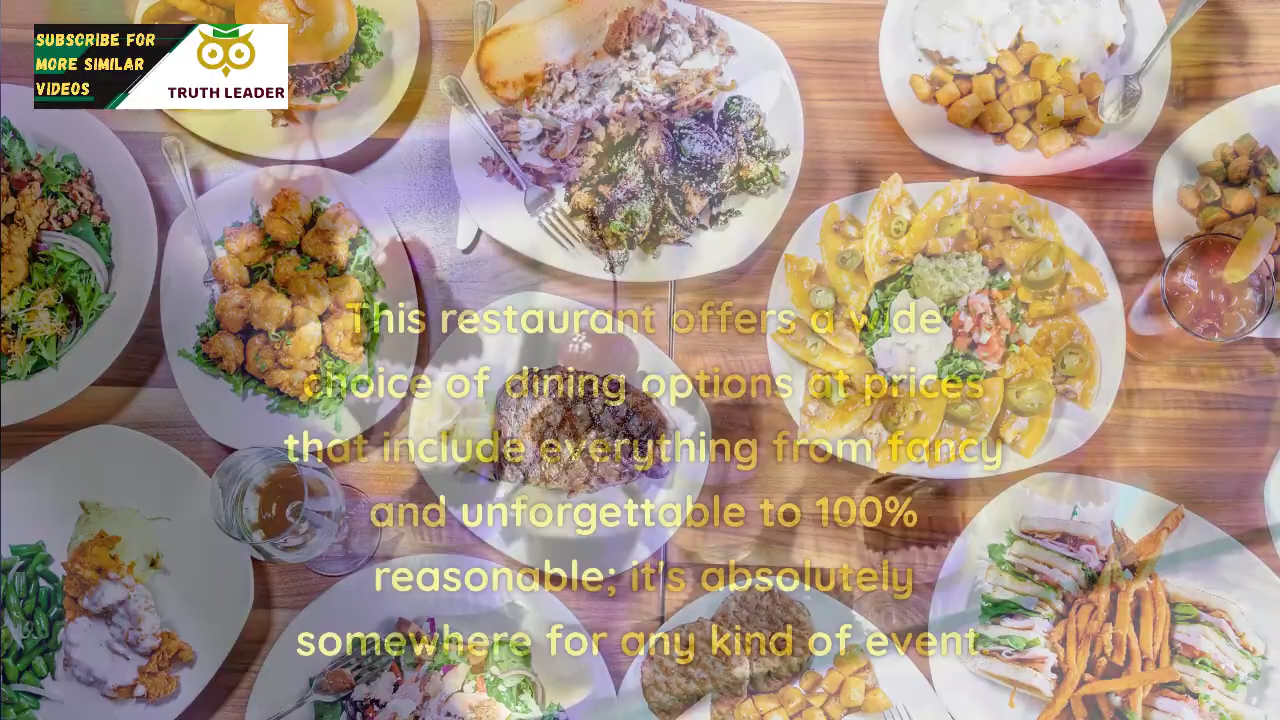 SUBSCRIBE FOR
MORE SIMILAR
VIDEOS
TRUTH LEADER
This restaurant offers a wide
choice of dining options at prices
that include everything from fancy
and unforgettable to 100%
reasonable; it's absolutely
somewhere for any kind of event.